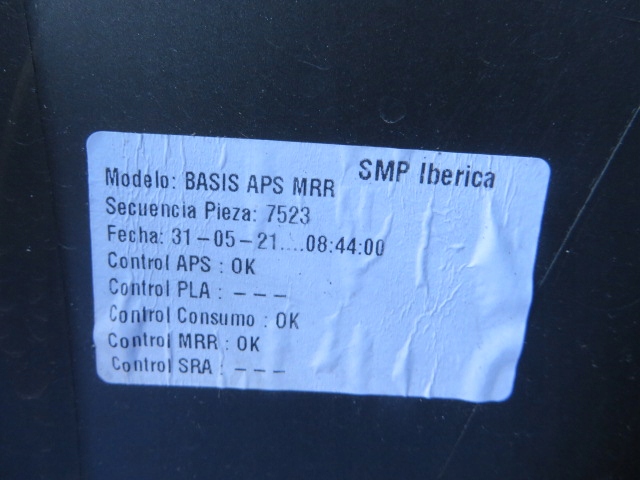 SMP Iberica
Modelo: BASIS APS MRR
Secuencia Pieza: 7523
Fecha: 31-05-21....08:44:00
Control APS : OK
Control PLA : ---
Control Consumo : OK
Control MRR : OK
Control SRA : ---